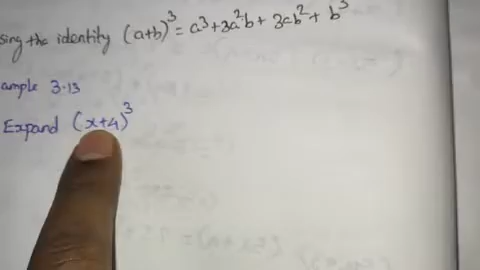 sing the identity (a+b)³ = a³+3a²b+ 3ab²+ b³
ample 3.13
Expand (x+4)³